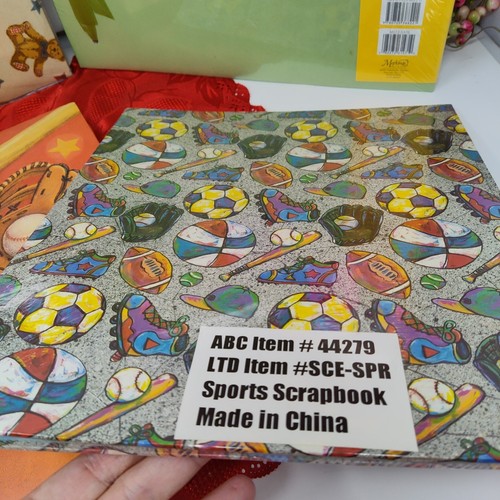 ABC Item # 44279
LTD Item #SCE-SPR
Sports Scrapbook
Made in China